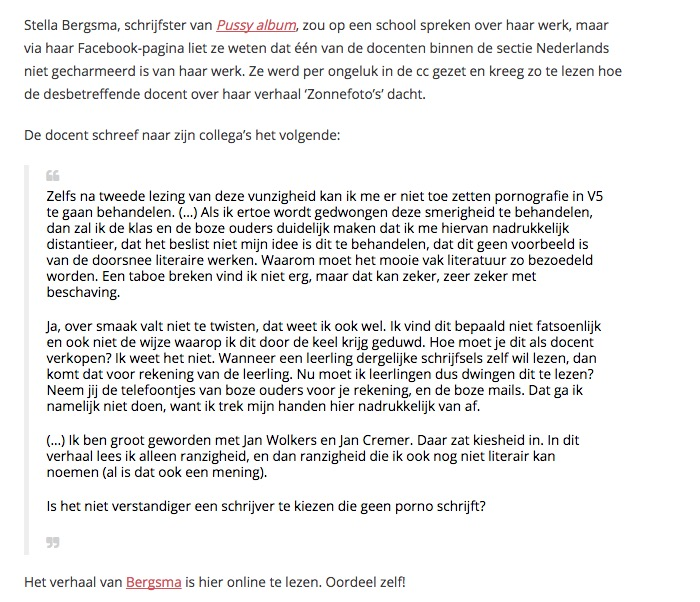 Stella Bergsma, schrijfster van Pussy album, zou op een school spreken over haar werk, maar
via haar Facebook-pagina liet ze weten dat één van de docenten binnen de sectie Nederlands
niet gecharmeerd is van haar werk. Ze werd per ongeluk in de cc gezet en kreeg zo te lezen hoe
de desbetreffende docent over haar verhaal ‘Zonnefoto’s’ dacht.
De docent schreef naar zijn collega’s het volgende:
“
Zelfs na tweede lezing van deze vunzigheid kan ik me er niet toe zetten pornografie in V5
te gaan behandelen. (...) Als ik ertoe wordt gedwongen deze smerigheid te behandelen,
dan zal ik de klas en de boze ouders duidelijk maken dat ik me hiervan nadrukkelijk
distantieer, dat het beslist niet mijn idee is dit te behandelen, dat dit geen voorbeeld is
van de doorsnee literaire werken. Waarom moet het mooie vak literatuur zo bezoedeld
worden. Een taboe breken vind ik niet erg, maar dat kan zeker, zeer zeker met
beschaving.
Ja, over smaak valt niet te twisten, dat weet ik ook wel. Ik vind dit bepaald niet fatsoenlijk
en ook niet de wijze waarop ik dit door de keel krijg geduwd. Hoe moet je dit als docent
verkopen? Ik weet het niet. Wanneer een leerling dergelijke schrijfsels zelf wil lezen, dan
komt dat voor rekening van de leerling. Nu moet ik leerlingen dus dwingen dit te lezen?
Neem jij de telefoontjes van boze ouders voor je rekening, en de boze mails. Dat ga ik
namelijk niet doen, want ik trek mijn handen hier nadrukkelijk van af.
(...) Ik ben groot geworden met Jan Wolkers en Jan Cremer. Daar zat kiesheid in. In dit
verhaal lees ik alleen ranzigheid, en dan ranzigheid die ik ook nog niet literair kan
noemen (al is dat ook een mening).
Is het niet verstandiger een schrijver te kiezen die geen porno schrijft?
”
Het verhaal van Bergsma is hier online te lezen. Oordeel zelf!